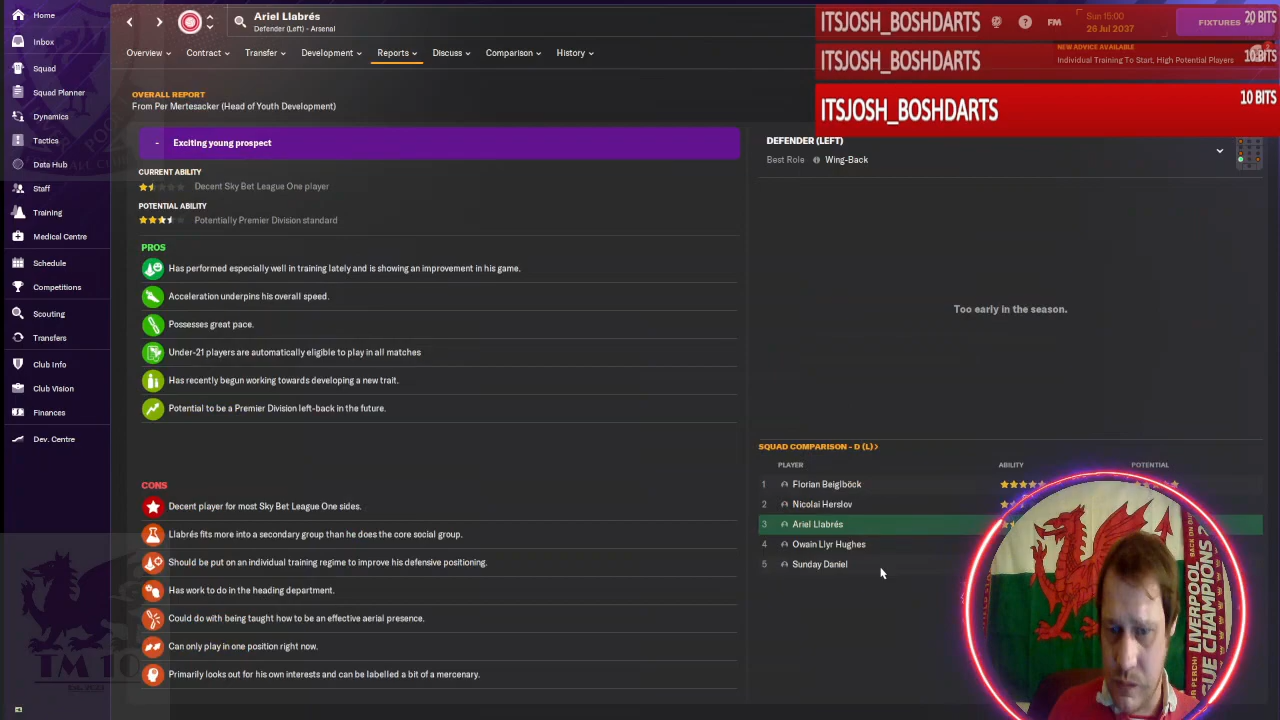 Home
Inbox
Squad
Squad Planner
Dynamics
Tactics
Data Hub
Staff
Training
Medical Centre
Schedule
Competitions
Scouting
Transfers
Club Info
Club Vision
Finances
Dev. Centre
TM 10
Ariel Llabrés
Defender (Left) - Arsenal
FM
Sun 15:00
26 Jul 2037
FIXTURES
NEW ADVICE AVAILABLE
Individual Training To Start, High Potential Players
ITSJOSH_BOSHDARTS
20 BITS
ITSJOSH_BOSHDARTS
10 BITS
ITSJOSH_BOSHDARTS
10 BITS
Overview
Contract
Transfer
Development
Reports
Discuss
Comparison
History
OVERALL REPORT
From Per Mertesacker (Head of Youth Development)
- Exciting young prospect
CURRENT ABILITY
Decent Sky Bet League One player
POTENTIAL ABILITY
Potentially Premier Division standard
PROS
Has performed especially well in training lately and is showing an improvement in his game.
Acceleration underpins his overall speed.
Possesses great pace.
Under-21 players are automatically eligible to play in all matches
Has recently begun working towards developing a new trait.
Potential to be a Premier Division left-back in the future.
CONS
Decent player for most Sky Bet League One sides.
Llabrés fits more into a secondary group than he does the core social group.
Should be put on an individual training regime to improve his defensive positioning.
Has work to do in the heading department.
Could do with being taught how to be an effective aerial presence.
Can only play in one position right now.
Primarily looks out for his own interests and can be labelled a bit of a mercenary.
DEFENDER (LEFT)
Best Role Wing-Back
Too early in the season.
SQUAD COMPARISON - D (L) >
PLAYER ABILITY POTENTIAL
1 Florian Beiglböck
2 Nicolai Herslov
3 Ariel Llabrés
4 Owain Llyr Hughes
5 Sunday Daniel
LIVERPOOL